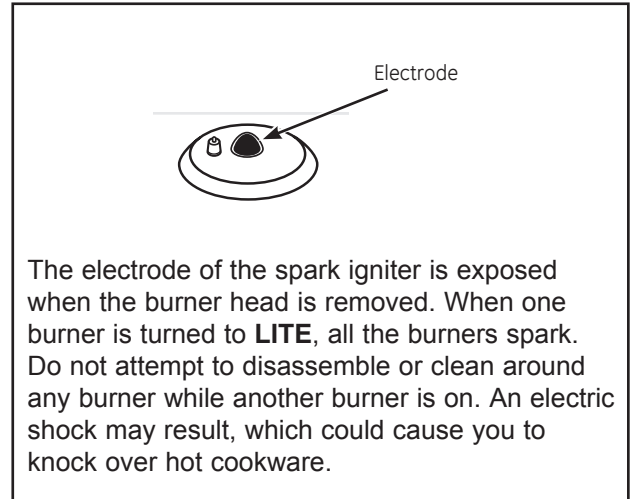 Electrode
The electrode of the spark igniter is exposed
when the burner head is removed. When one
burner is turned to LITE, all the burners spark.
Do not attempt to disassemble or clean around
any burner while another burner is on. An electric
shock may result, which could cause you to
knock over hot cookware.